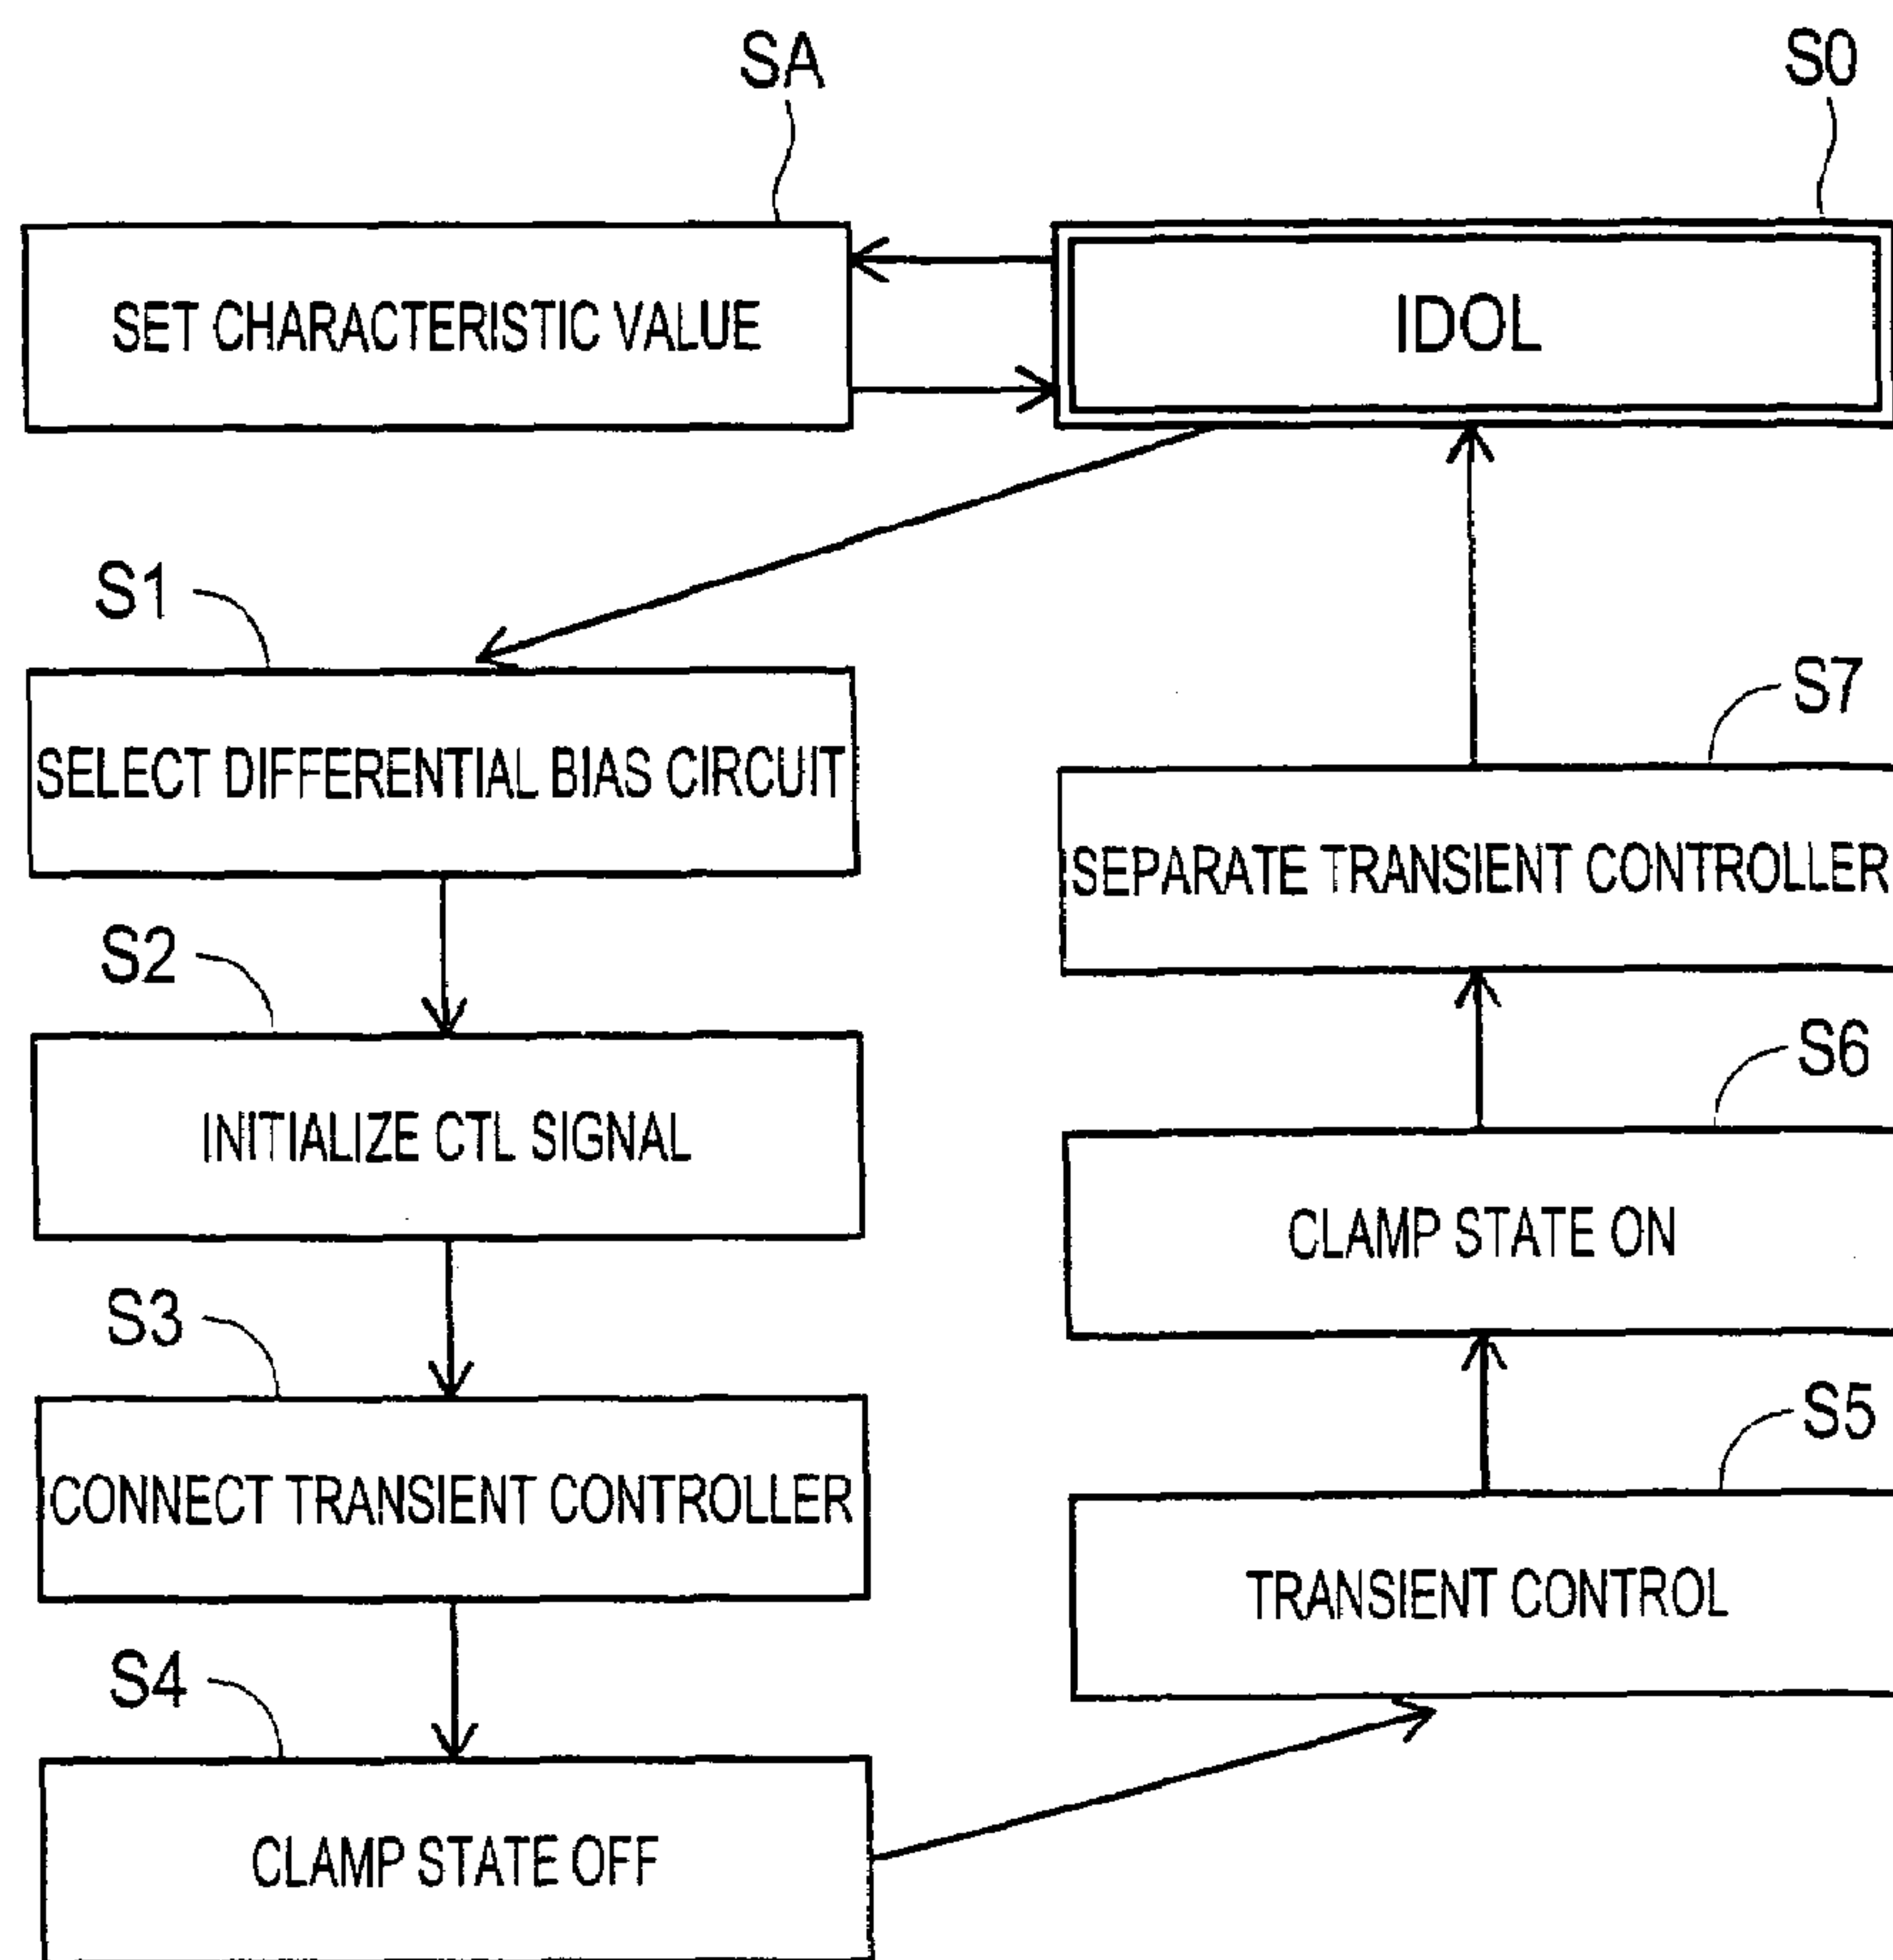 SA
S0
SET CHARACTERISTIC VALUE
IDOL
S1
SELECT DIFFERENTIAL BIAS CIRCUIT
S7
SEPARATE TRANSIENT CONTROLLER
S2
INITIALIZE CTL SIGNAL
S6
CLAMP STATE ON
S3
CONNECT TRANSIENT CONTROLLER
S5
TRANSIENT CONTROL
S4
CLAMP STATE OFF